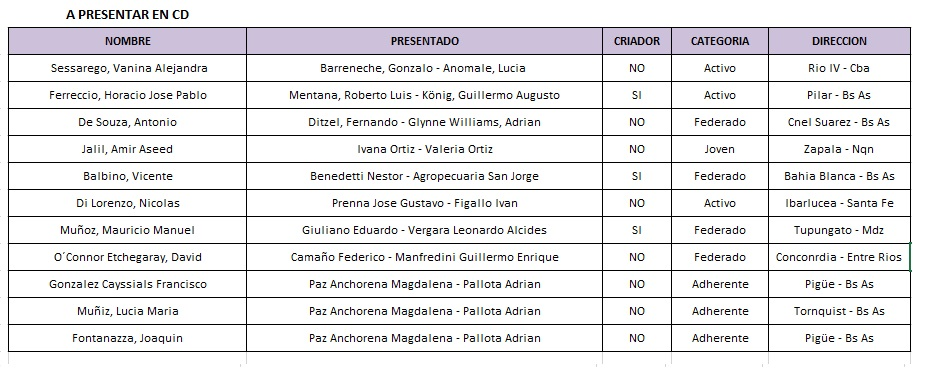 A PRESENTAR EN CD
NOMBRE PRESENTADO CRIADOR CATEGORIA DIRECCION
Sessarego, Vanina Alejandra Barreneche, Gonzalo - Anomale, Lucia NO Activo Rio IV - Cba
Ferreccio, Horacio Jose Pablo Mentana, Roberto Luis - König, Guillermo Augusto SI Activo Pilar - Bs As
De Souza, Antonio Ditzel, Fernando - Glynne Williams, Adrian NO Federado Cnel Suarez - Bs As
Jalil, Amir Aseed Ivana Ortiz - Valeria Ortiz NO Joven Zapala - Nqn
Balbino, Vicente Benedetti Nestor - Agropecuaria San Jorge SI Federado Bahia Blanca - Bs As
Di Lorenzo, Nicolas Prenna Jose Gustavo - Figallo Ivan NO Activo Ibarlucea - Santa Fe
Muñoz, Mauricio Manuel Giuliano Eduardo - Vergara Leonardo Alcides SI Federado Tupungato - Mdz
O´Connor Etchegaray, David Camaño Federico - Manfredini Guillermo Enrique NO Federado Conconrdia - Entre Rios
Gonzalez Cayssials Francisco Paz Anchorena Magdalena - Pallota Adrian NO Adherente Pigüe - Bs As
Muñiz, Lucia Maria Paz Anchorena Magdalena - Pallota Adrian NO Adherente Tornquist - Bs As
Fontanazza, Joaquin Paz Anchorena Magdalena - Pallota Adrian NO Adherente Pigüe - Bs As